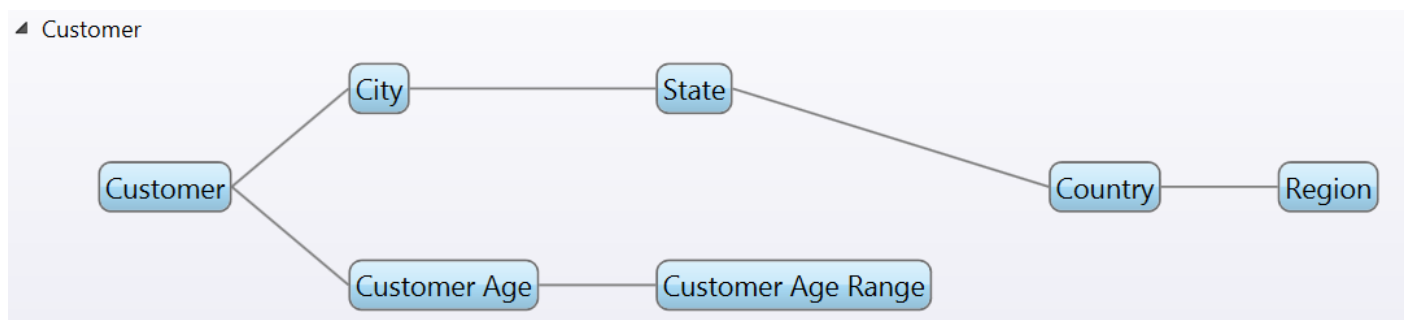 Customer
City
State
Customer
Country
Region
Customer Age
Customer Age Range